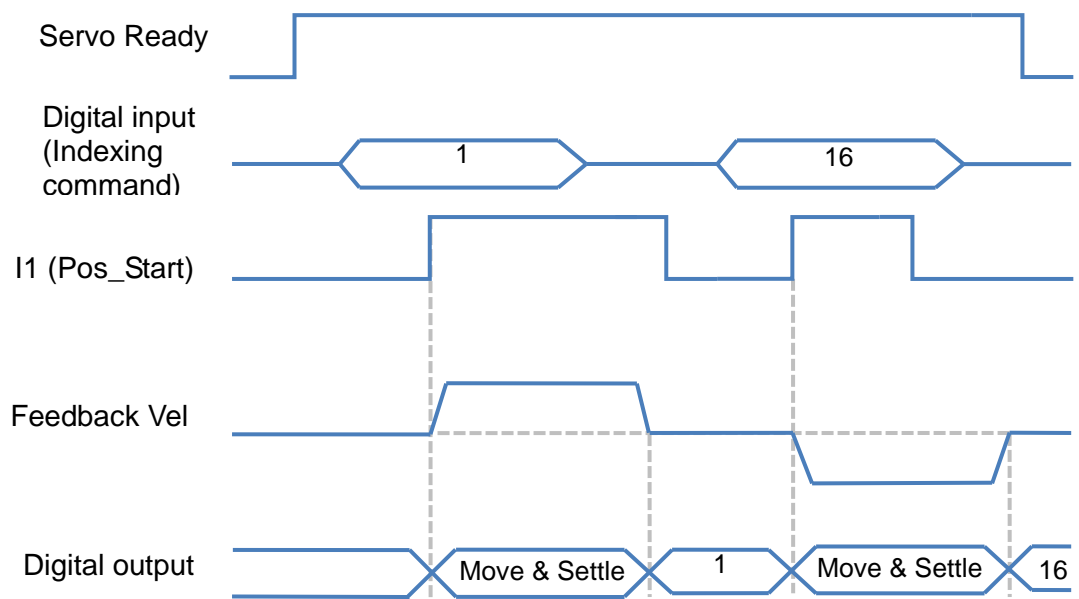 Servo Ready
Digital input
(Indexing
command)
1
16
I1 (Pos_Start)
Feedback Vel
Digital output
Move & Settle
1
Move & Settle
16